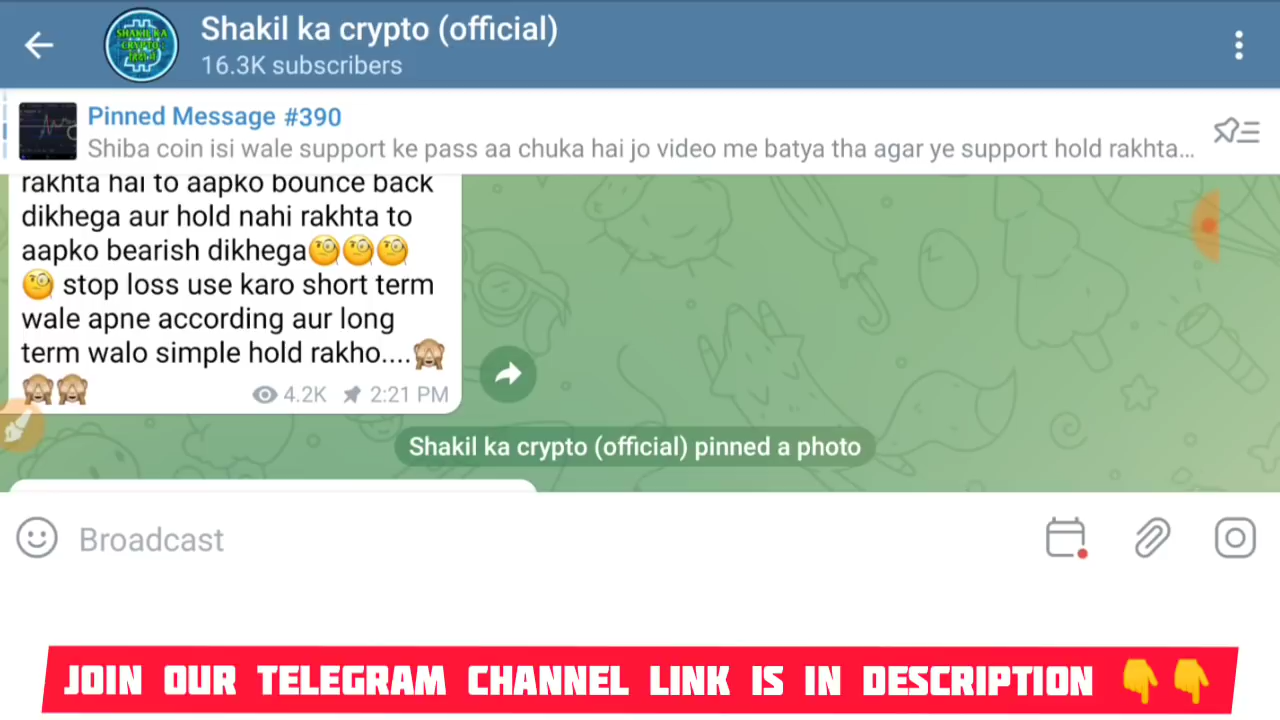 Shakil ka crypto (official)
16.3K subscribers
SHAKIL KA
CRYPTO
Pinned Message #390
Shiba coin isi wale support ke pass aa chuka hai jo video me batya tha agar ye support hold rakhta...
rakhta hai to aapko bounce back
dikhega aur hold nahi rakhta to
aapko bearish dikhega🧐🧐🧐
🧐 stop loss use karo short term
wale apne according aur long
term walo simple hold rakho....🙈
🙈🙈 4.2K 2:21 PM
Shakil ka crypto (official) pinned a photo
Broadcast
JOIN OUR TELEGRAM CHANNEL LINK IS IN DESCRIPTION 👇👇